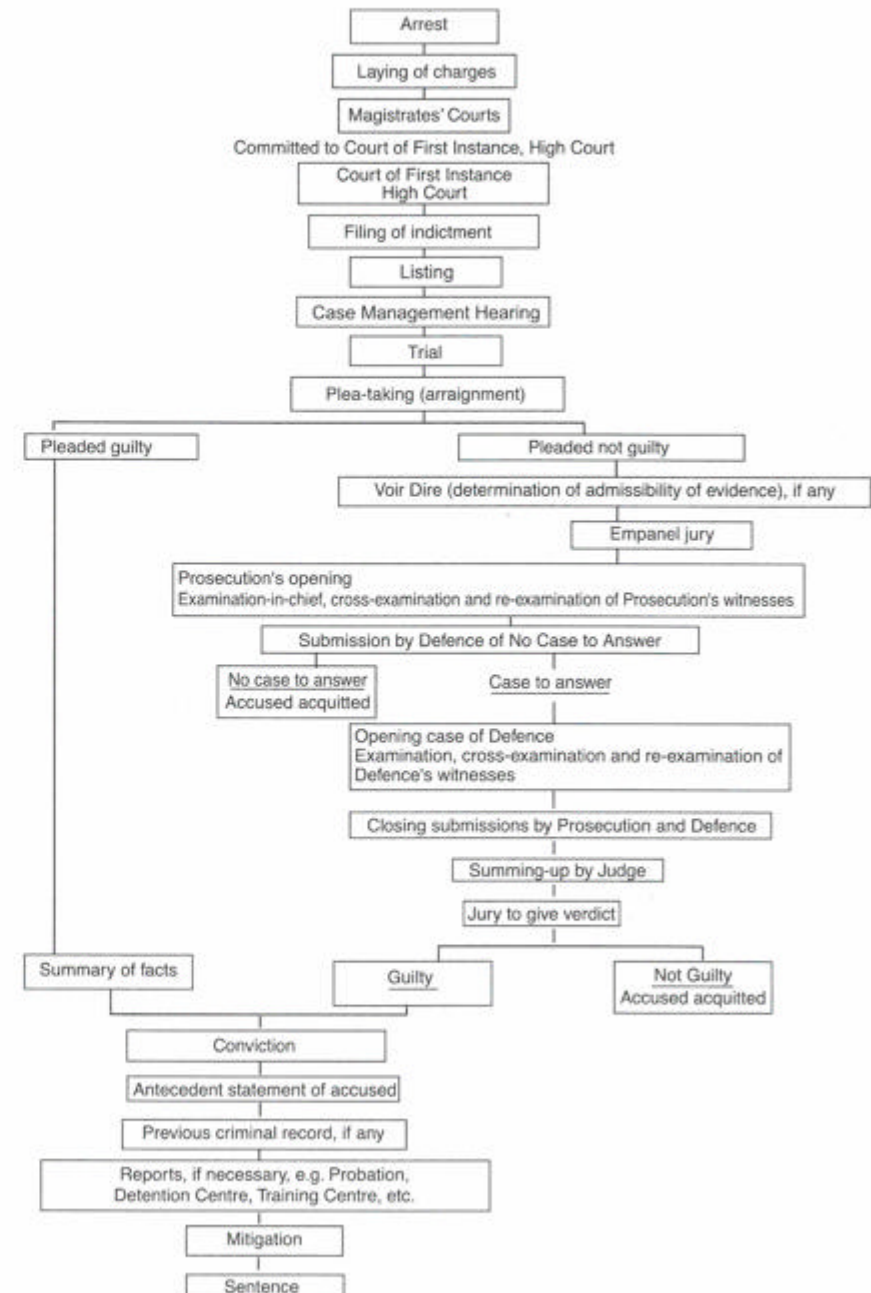 Arrest
Laying of charges
Magistrates' Courts
Committed to Court of First Instance, High Court
Court of First Instance
High Court
Filing of indictment
Listing
Case Management Hearing
Trial
Plea-taking (arraignment)
Pleaded guilty
Pleaded not guilty
Voir Dire (determination of admissibility of evidence), if any
Empanel jury
Prosecution's opening
Examination-in-chief, cross-examination and re-examination of Prosecution's witnesses
Submission by Defence of No Case to Answer
No case to answer
Accused acquitted
Case to answer
Opening case of Defence
Examination, cross-examination and re-examination of
Defence's witnesses
Closing submissions by Prosecution and Defence
Summing-up by Judge
Jury to give verdict
Summary of facts
Guilty
Not Guilty
Accused acquitted
Conviction
Antecedent statement of accused
Previous criminal record, if any
Reports, if necessary, e.g. Probation,
Detention Centre, Training Centre, etc.
Mitigation
Sentence